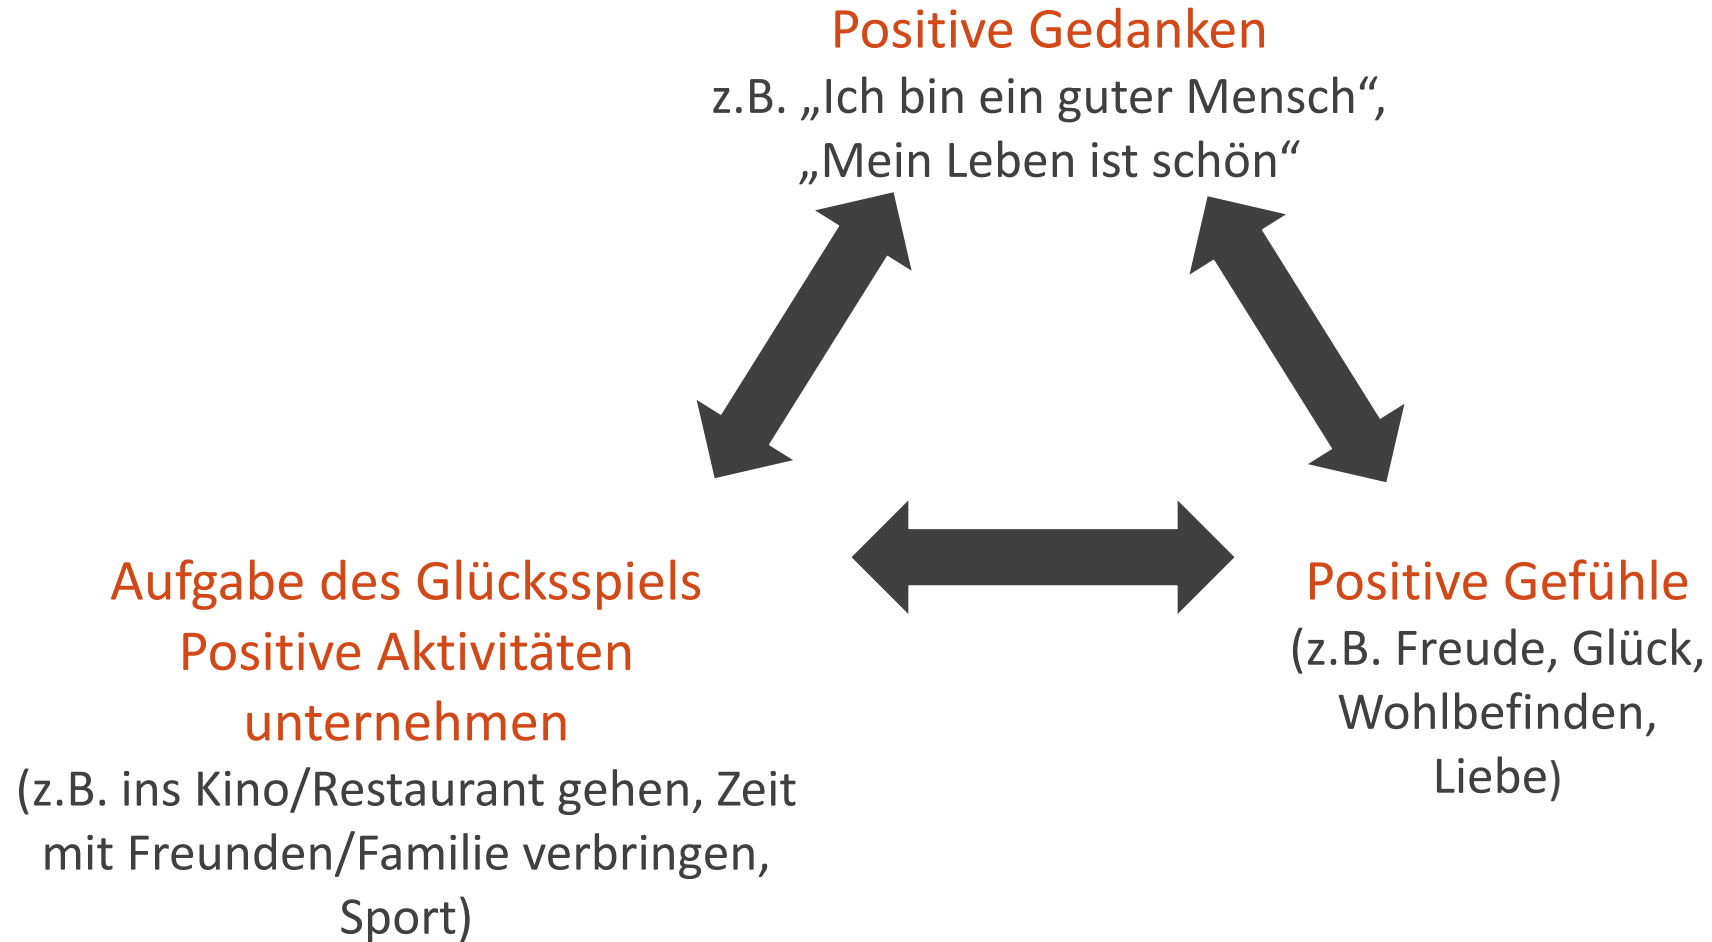 Positive Gedanken
z.B. „Ich bin ein guter Mensch“,
„Mein Leben ist schön“
Aufgabe des Glücksspiels
Positive Aktivitäten
unternehmen
(z.B. ins Kino/Restaurant gehen, Zeit
mit Freunden/Familie verbringen,
Sport)
Positive Gefühle
(z.B. Freude, Glück,
Wohlbefinden,
Liebe)